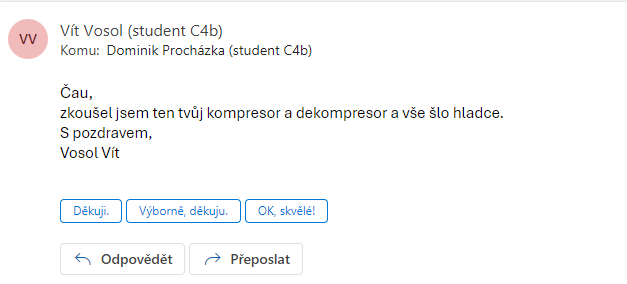 VV
Vít Vosol (student C4b)
Komu: Dominik Procházka (student C4b)
Čau,
zkoušel jsem ten tvůj kompresor a dekompresor a vše šlo hladce.
S pozdravem,
Vosol Vít
Děkuji. Výborně, děkuju. OK, skvělé!
Odpovědět Přeposlat